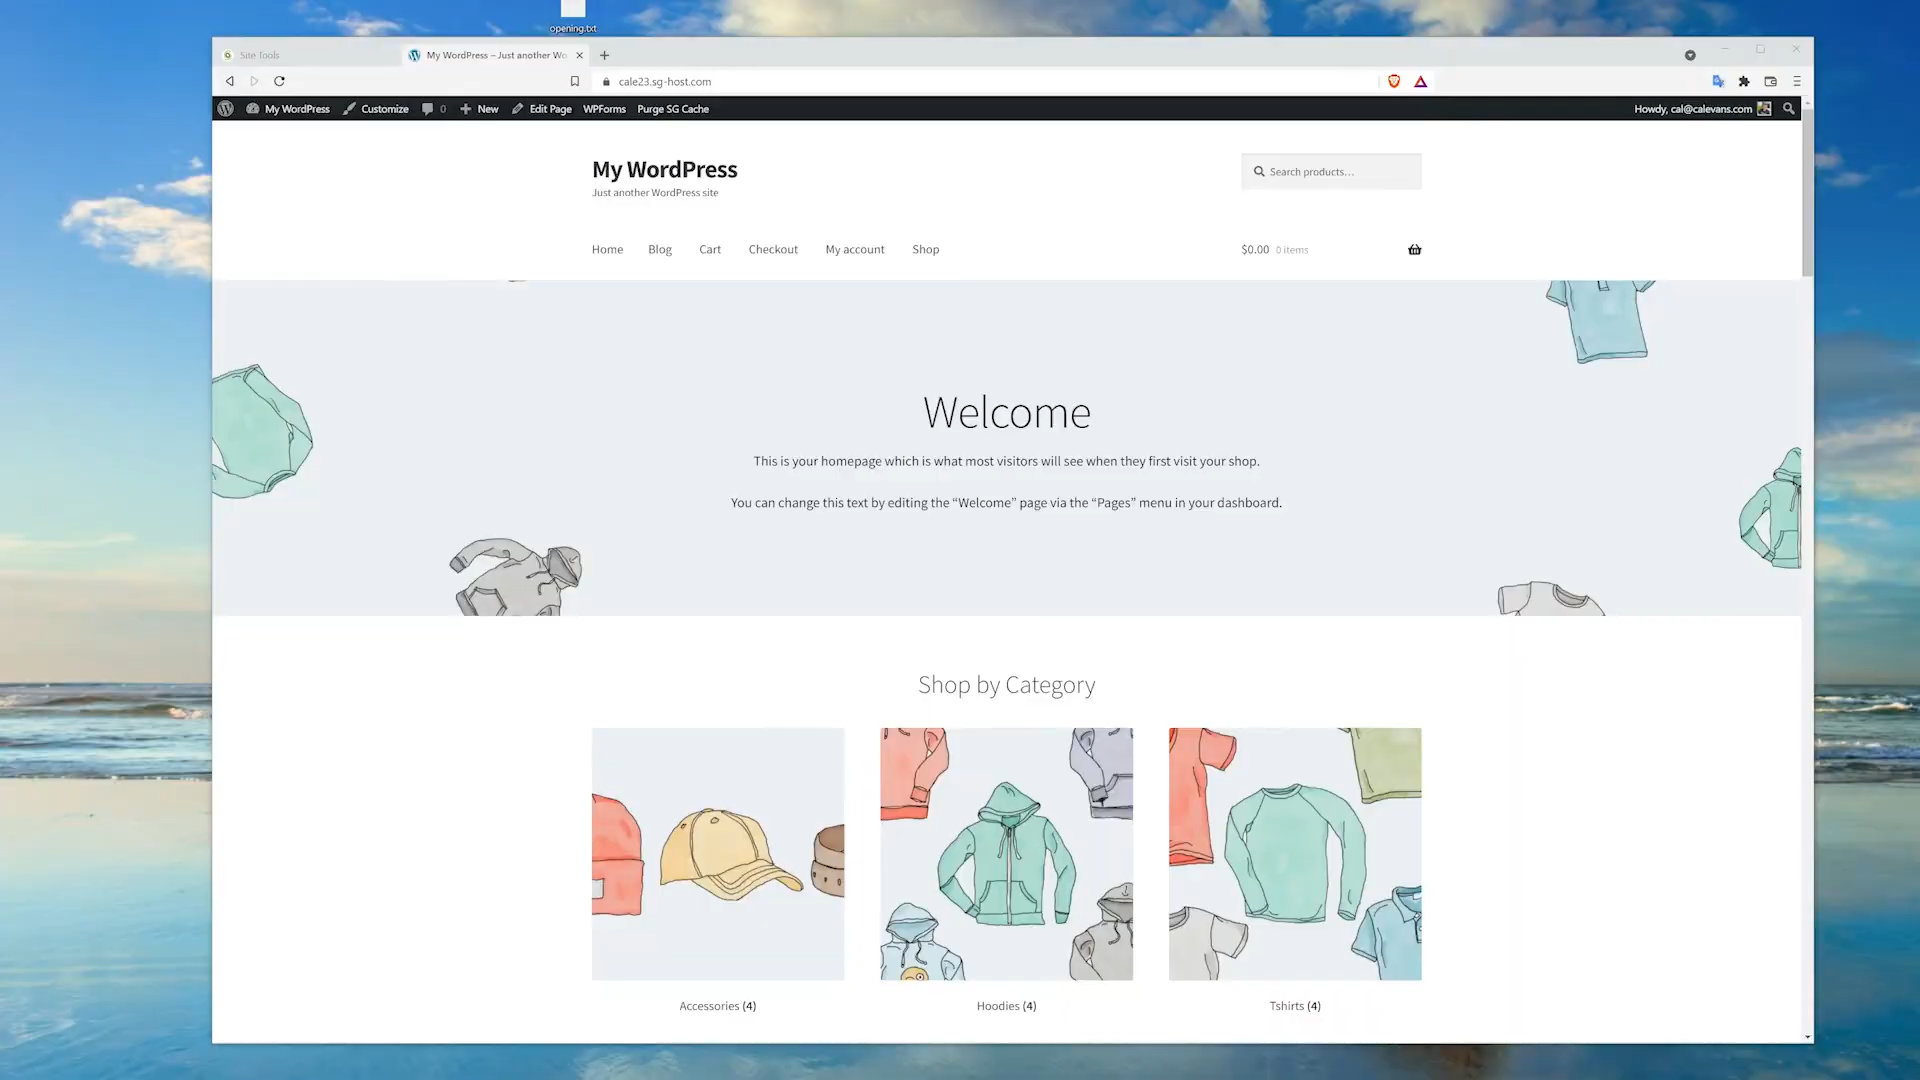 opening.txt
Site Tools
My WordPress – Just another Wo
cale23.sg-host.com
My WordPress Customize 0 New Edit Page WPForms Purge SG Cache Howdy, cal@calevans.com
My WordPress
Just another WordPress site
Search products…
Home Blog Cart Checkout My account Shop
$0.00 0 items
Welcome
This is your homepage which is what most visitors will see when they first visit your shop.
You can change this text by editing the “Welcome” page via the “Pages” menu in your dashboard.
Shop by Category
Accessories (4)
Hoodies (4)
Tshirts (4)